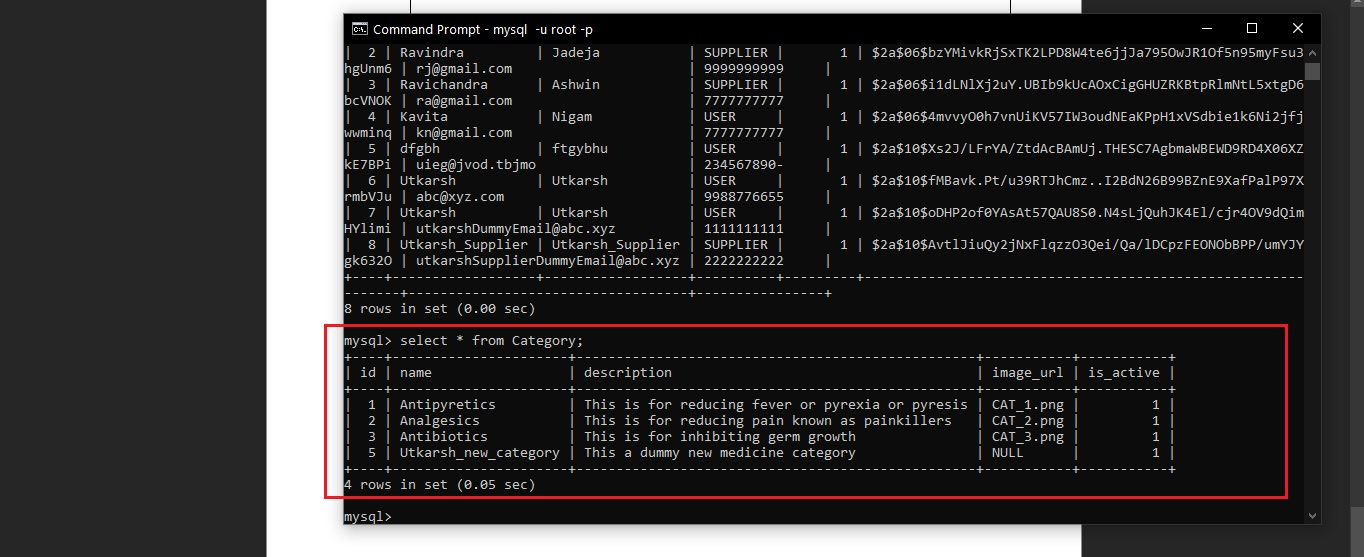 Command Prompt - mysql  -u root -p
|  2 | Ravindra         | Jadeja           | SUPPLIER |       1 | $2a$06$bzYMivkRjSxTK2LPD8W4te6jjJa795OwJR1Of5n95myFsu3
hgUnm6 | rj@gmail.com                      | 9999999999     |
|  3 | Ravichandra      | Ashwin           | SUPPLIER |       1 | $2a$06$i1dLNlXj2uY.UBIb9kUcAOxCigGHUZRKBtpRlmNtL5xtgD6
bcVNOK | ra@gmail.com                      | 7777777777     |
|  4 | Kavita           | Nigam            | USER     |       1 | $2a$06$4mvvyO0h7vnUiKV57IW3oudNEaKPpH1xVSdbie1k6Ni2jfj
wwminq | kn@gmail.com                      | 7777777777     |
|  5 | dfgbh            | ftgybhu          | USER     |       1 | $2a$10$Xs2J/LFrYA/ZtdAcBAmUj.THESC7AgbmaWBEWD9RD4X06XZ
kE7BPi | uieg@jvod.tbjmo                   | 234567890-     |
|  6 | Utkarsh          | Utkarsh          | USER     |       1 | $2a$10$fMBavk.Pt/u39RTJhCmz..I2BdN26B99BZnE9XafPalP97X
rmbVJu | abc@xyz.com                       | 9988776655     |
|  7 | Utkarsh          | Utkarsh          | USER     |       1 | $2a$10$oDHP2of0YAsAt57QAU8S0.N4sLjQuhJK4El/cjr4OV9dQim
HYlimi | utkarshDummyEmail@abc.xyz         | 1111111111     |
|  8 | Utkarsh_Supplier | Utkarsh_Supplier | SUPPLIER |       1 | $2a$10$AvtlJiuQy2jNxFlqzzO3Qei/Qa/lDCpzFEONObBPP/umYJY
gk632O | utkarshSupplierDummyEmail@abc.xyz | 2222222222     |
+----+------------------+------------------+----------+---------+-------------------------------------------------------
-------+-----------------------------------+----------------+
8 rows in set (0.00 sec)
mysql> select * from Category;
+----+----------------------+--------------------------------------------------+-----------+-----------+
| id | name                 | description                                      | image_url | is_active |
+----+----------------------+--------------------------------------------------+-----------+-----------+
|  1 | Antipyretics         | This is for reducing fever or pyrexia or pyresis | CAT_1.png |         1 |
|  2 | Analgesics           | This is for reducing pain known as painkillers   | CAT_2.png |         1 |
|  3 | Antibiotics          | This is for inhibiting germ growth               | CAT_3.png |         1 |
|  5 | Utkarsh_new_category | This a dummy new medicine category               | NULL      |         1 |
+----+----------------------+--------------------------------------------------+-----------+-----------+
4 rows in set (0.05 sec)
mysql>